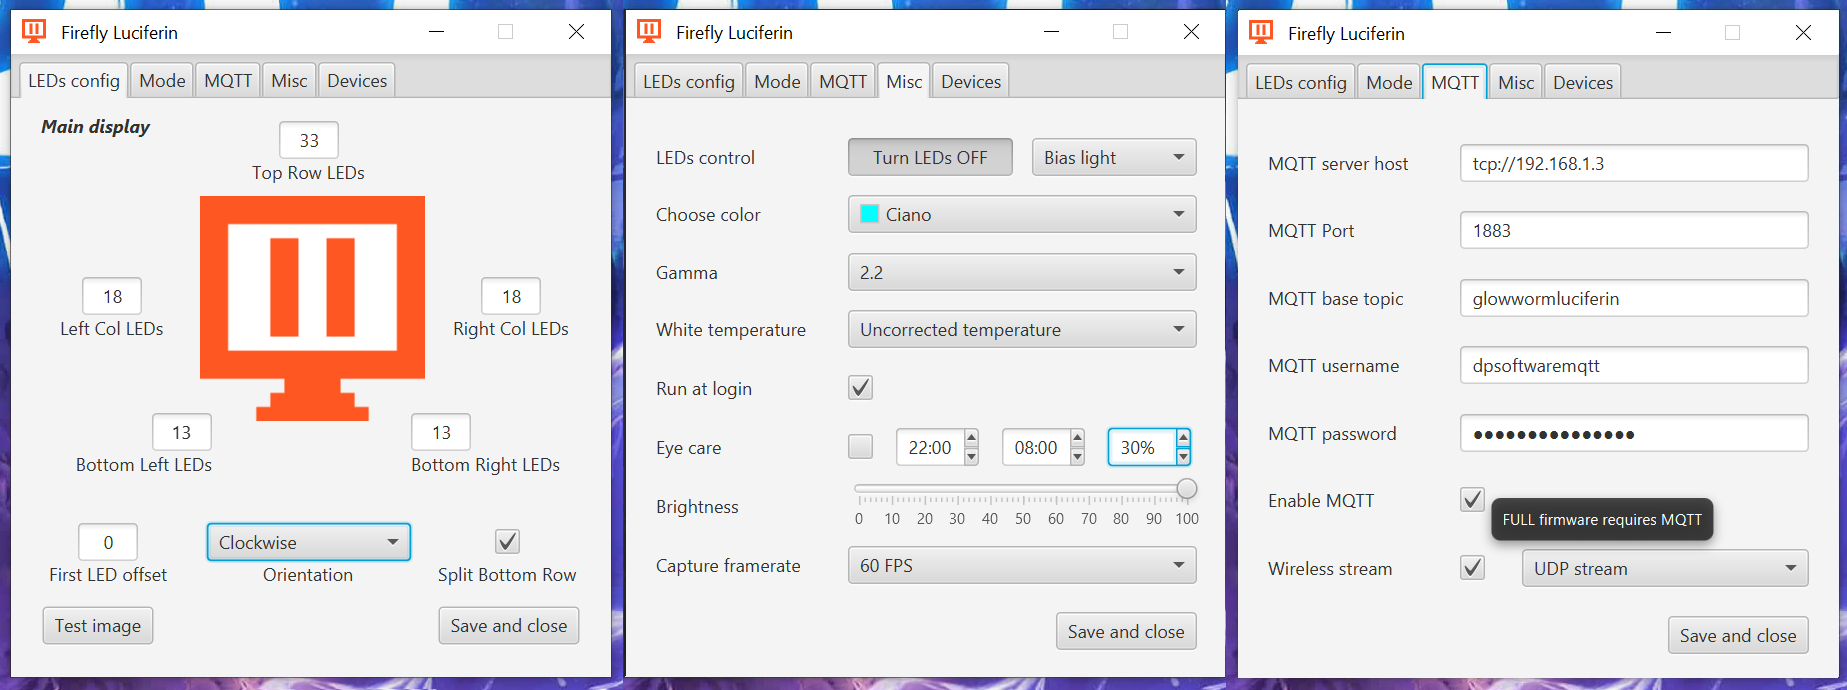 Firefly Luciferin
LEDs config Mode MQTT Misc Devices
Main display
33
Top Row LEDs
18
Left Col LEDs
18
Right Col LEDs
13
Bottom Left LEDs
13
Bottom Right LEDs
0
First LED offset
Clockwise
Orientation
Split Bottom Row
Test image
Save and close
Firefly Luciferin
LEDs config Mode MQTT Misc Devices
LEDs control Turn LEDs OFF Bias light
Choose color Ciano
Gamma 2.2
White temperature Uncorrected temperature
Run at login
Eye care 22:00 08:00 30%
Brightness
0 10 20 30 40 50 60 70 80 90 100
Capture framerate 60 FPS
Save and close
Firefly Luciferin
LEDs config Mode MQTT Misc Devices
MQTT server host tcp://192.168.1.3
MQTT Port 1883
MQTT base topic glowwormluciferin
MQTT username dpsoftwaremqtt
MQTT password ●●●●●●●●●●●●●●●
Enable MQTT
FULL firmware requires MQTT
Wireless stream UDP stream
Save and close